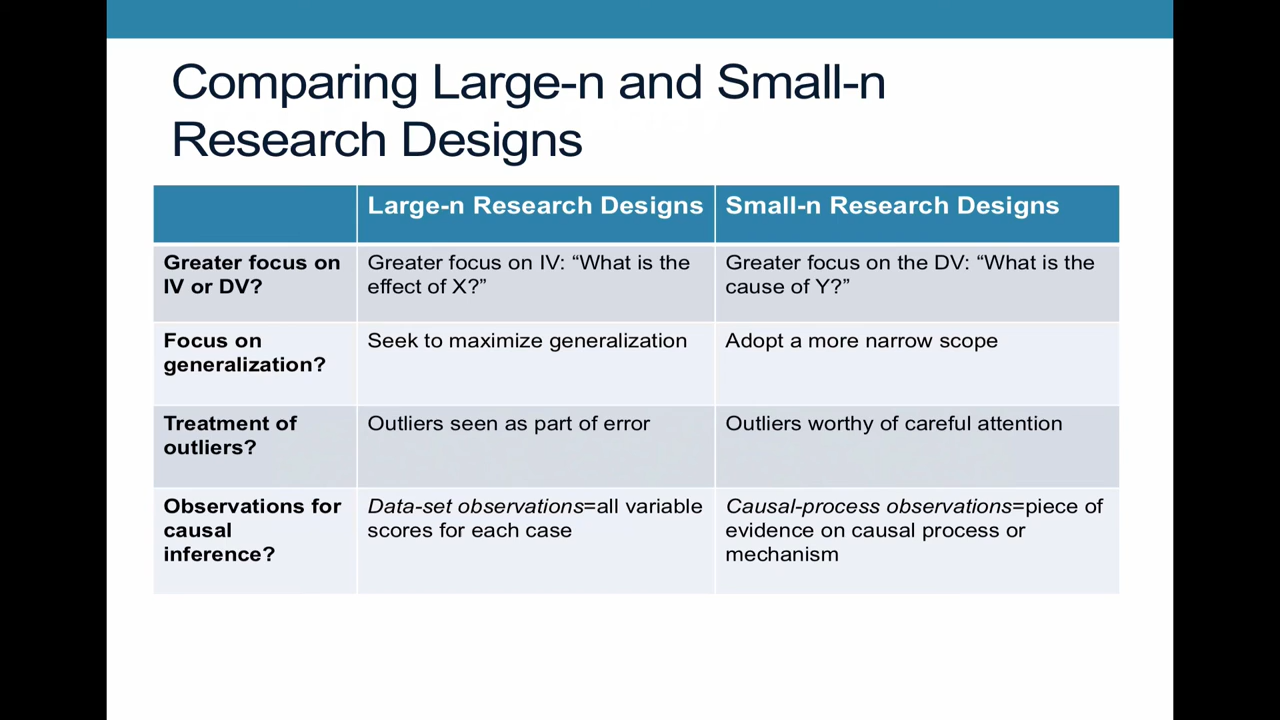 Comparing Large-n and Small-n
Research Designs
Large-n Research Designs
Small-n Research Designs
Greater focus on
IV or DV?
Greater focus on IV: “What is the
effect of X?”
Greater focus on the DV: “What is the
cause of Y?”
Focus on
generalization?
Seek to maximize generalization
Adopt a more narrow scope
Treatment of
outliers?
Outliers seen as part of error
Outliers worthy of careful attention
Observations for
causal
inference?
Data-set observations=all variable
scores for each case
Causal-process observations=piece of
evidence on causal process or
mechanism